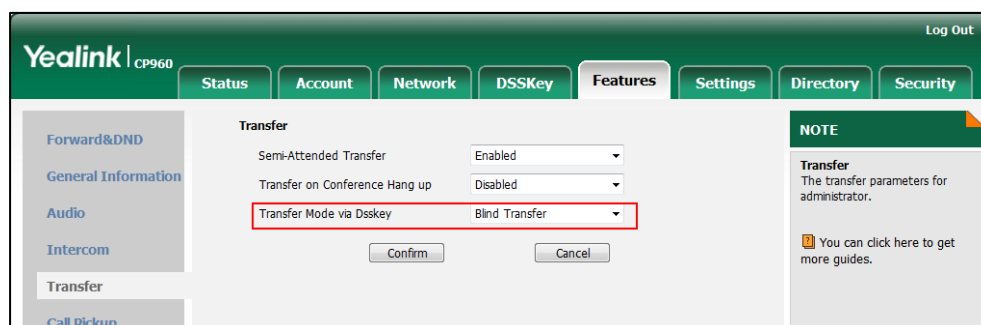 Log Out
Yealink | CP960
Status Account Network DSSKey Features Settings Directory Security
Forward&DND
General Information
Audio
Intercom
Transfer
Call Pickup
Transfer
Semi-Attended Transfer Enabled
Transfer on Conference Hang up Disabled
Transfer Mode via Dsskey Blind Transfer
Confirm Cancel
NOTE
Transfer
The transfer parameters for
administrator.
You can click here to get
more guides.